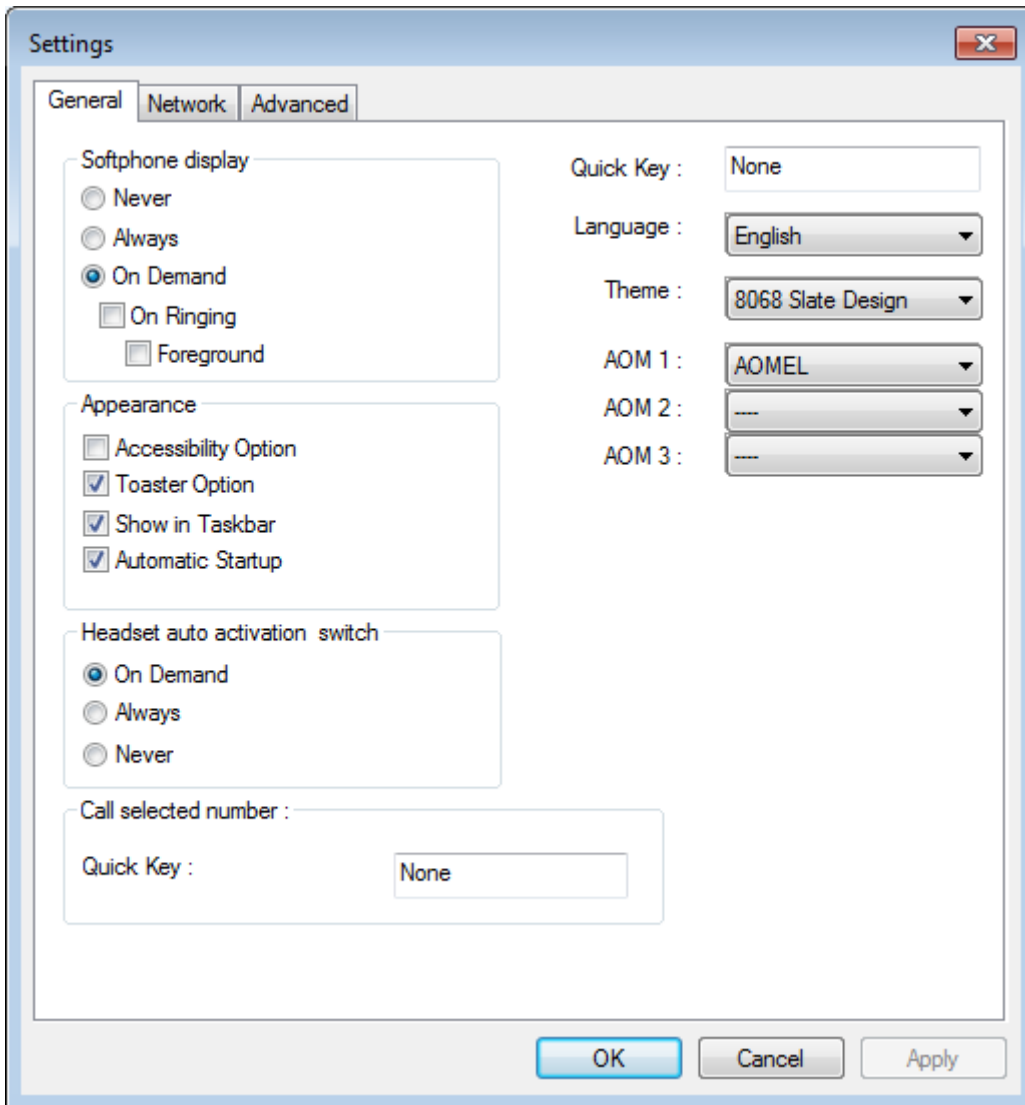 Settings
General Network Advanced
Softphone display
Never
Always
On Demand
On Ringing
Foreground
Appearance
Accessibility Option
Toaster Option
Show in Taskbar
Automatic Startup
Headset auto activation  switch
On Demand
Always
Never
Call selected number :
Quick Key : None
Quick Key : None
Language : English
Theme : 8068 Slate Design
AOM 1 : AOMEL
AOM 2 : ----
AOM 3 : ----
OK Cancel Apply